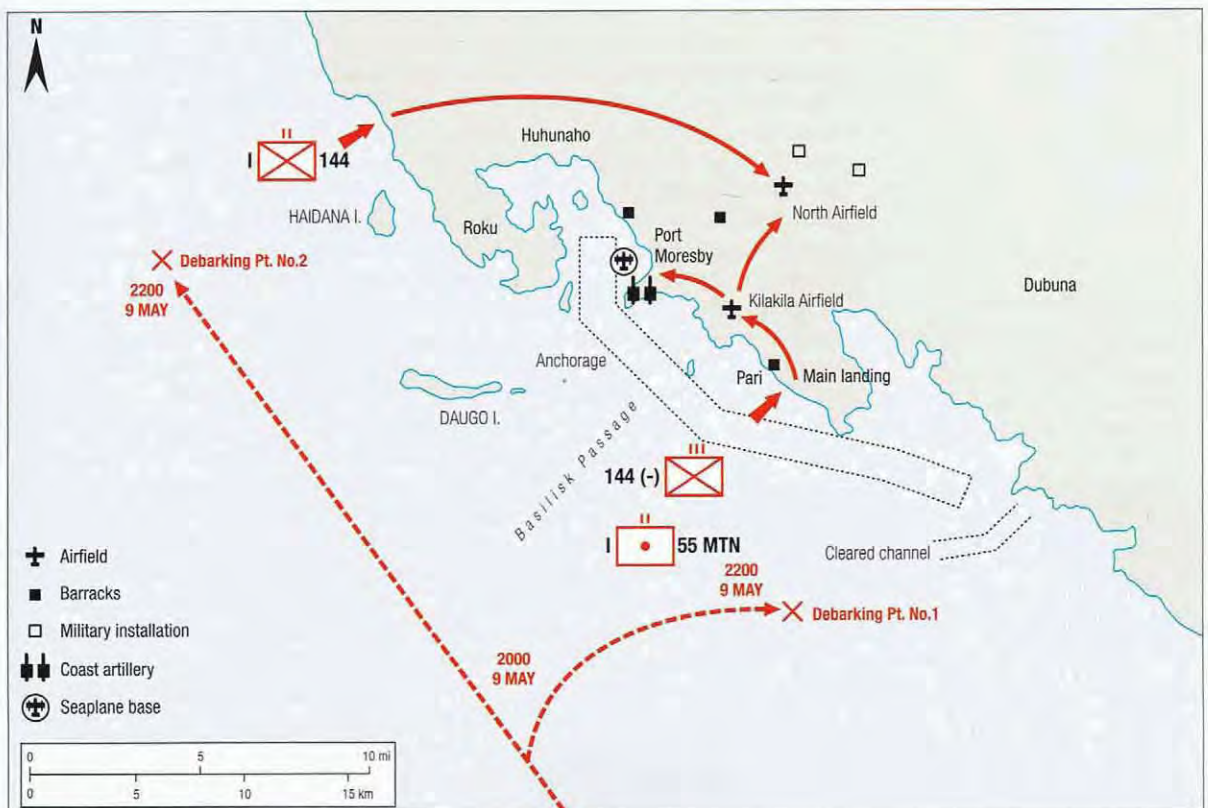 N
II
I 144
HAIDANA I.
Huhunaho
Roku
Port
Moresby
North Airfield
Debarking Pt. No.2
2200
9 MAY
Kilakila Airfield
Dubuna
Anchorage
DAUGO I.
Pari
Main landing
Basilisk Passage
III
144 (-)
II
I 55 MTN
Cleared channel
2200
9 MAY
Debarking Pt. No.1
2000
9 MAY
Airfield
Barracks
Military installation
Coast artillery
Seaplane base
0 5 10 mi
0 5 10 15 km